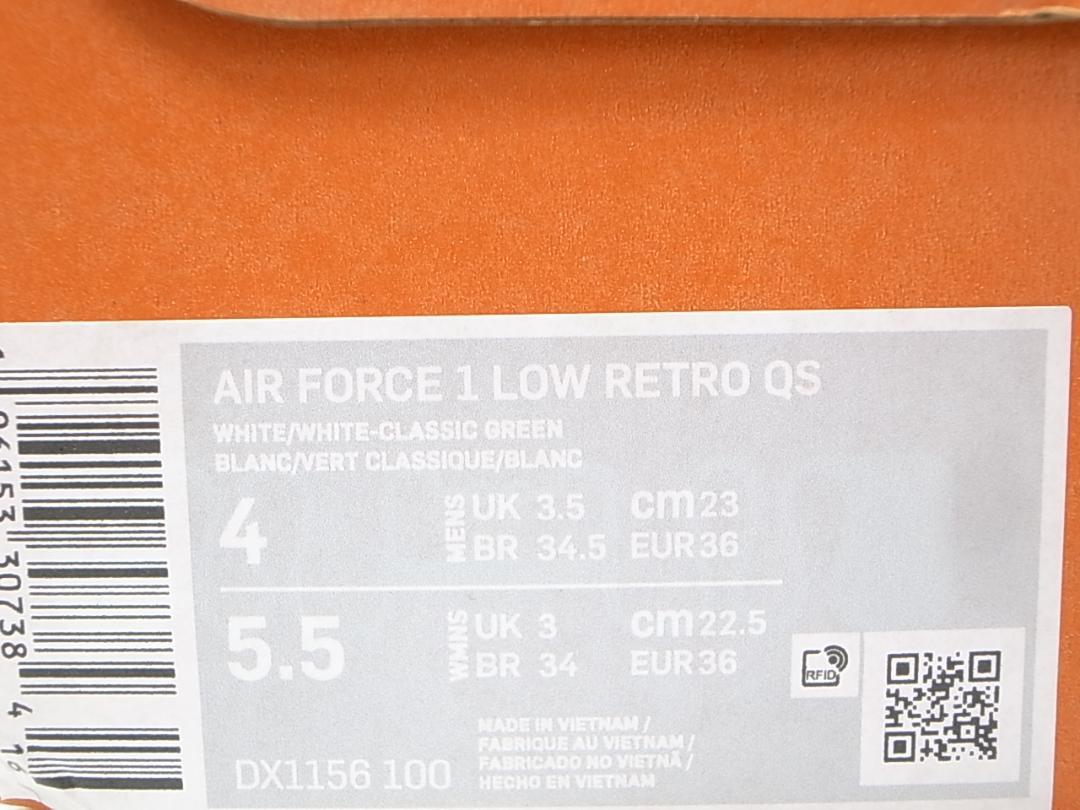 AIR FORCE 1 LOW RETRO QS
WHITE/WHITE-CLASSIC GREEN
BLANC/VERT CLASSIQUE/BLANC
4 MENS UK 3.5 cm 23
BR 34.5 EUR 36
5.5 WMNS UK 3 cm 22.5
BR 34 EUR 36
RFID
MADE IN VIETNAM /
FABRIQUE AU VIETNAM /
FABRICADO NO VIETNÃ /
HECHO EN VIETNAM
DX1156 100
30738 4